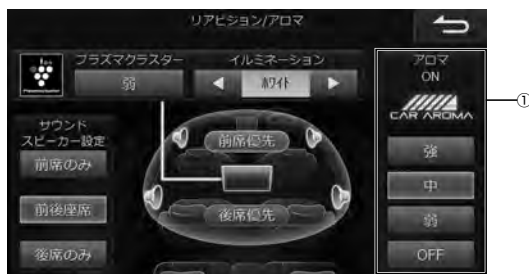 リアビジョン/アロマ
プラズマクラスター
弱
イルミネーション
ホワイト
アロマ
ON
CAR AROMA
①
サウンド
スピーカー設定
前席のみ
前後座席
後席のみ
前席優先
後席優先
強
中
弱
OFF